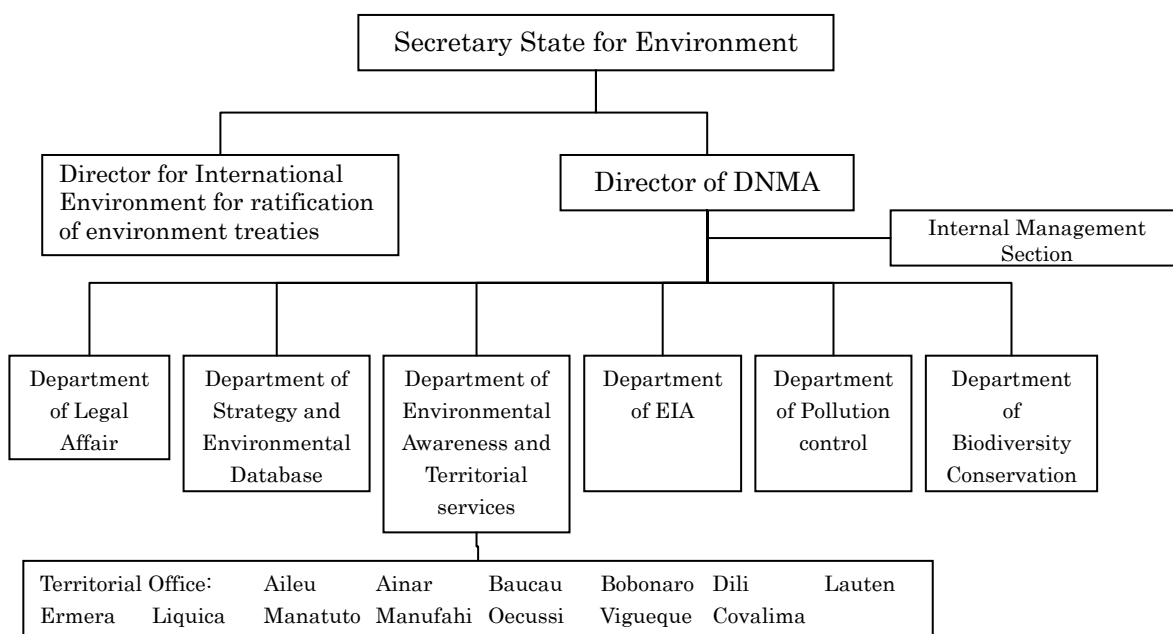 Secretary State for Environment
Director for International
Environment for ratification
of environment treaties
Director of DNMA
Internal Management
Section
Department
of Legal
Affair
Department of
Strategy and
Environmental
Database
Department of
Environmental
Awareness and
Territorial
services
Department
of EIA
Department
of Pollution
control
Department
of
Biodiversity
Conservation
Territorial Office: Aileu Ainar Baucau Bobonaro Dili Lauten
Ermera Liquica Manatuto Manufahi Oecussi Vigueque Covalima